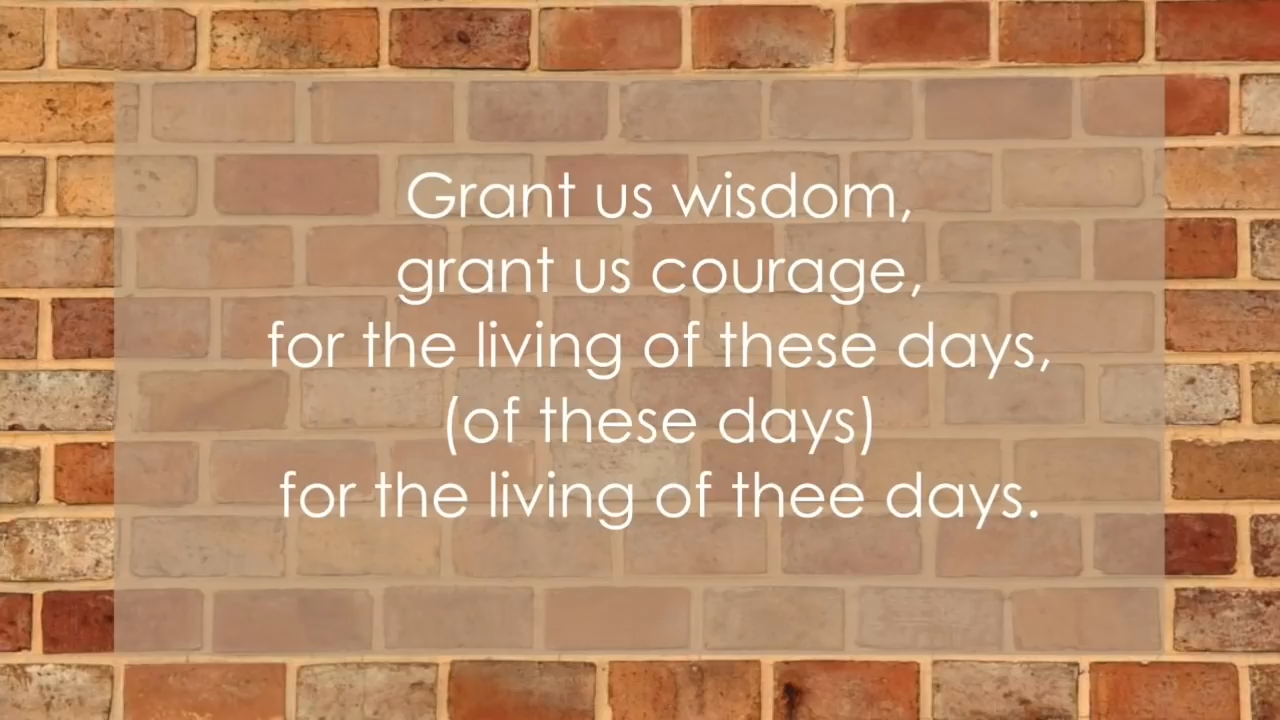 Grant us wisdom,
grant us courage,
for the living of these days,
(of these days)
for the living of thee days.